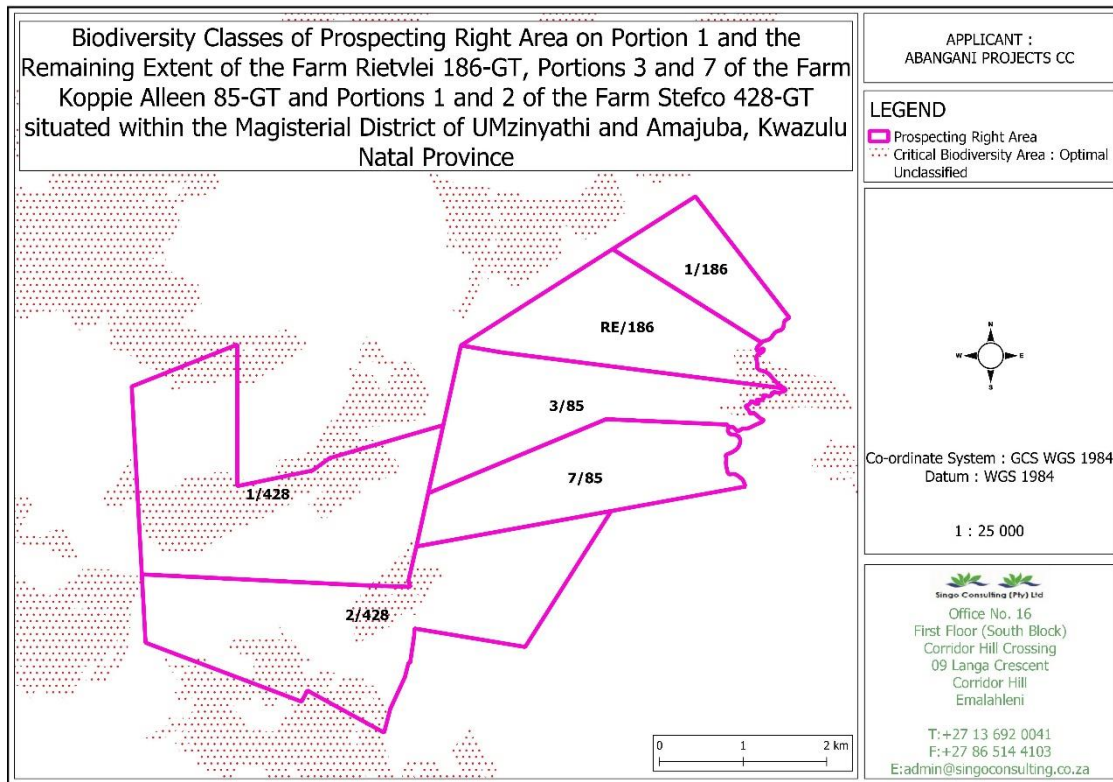 Biodiversity Classes of Prospecting Right Area on Portion 1 and the
Remaining Extent of the Farm Rietvlei 186-GT, Portions 3 and 7 of the Farm
Koppie Alleen 85-GT and Portions 1 and 2 of the Farm Stefco 428-GT
situated within the Magisterial District of UMzinyathi and Amajuba, Kwazulu
Natal Province
APPLICANT :
ABANGANI PROJECTS CC
LEGEND
Prospecting Right Area
Critical Biodiversity Area : Optimal
Unclassified
1/186
RE/186
3/85
7/85
1/428
2/428
N
W E
S
Co-ordinate System : GCS WGS 1984
Datum : WGS 1984
1 : 25 000
0 1 2 km
Singo Consulting (Pty) Ltd
Office No. 16
First Floor (South Block)
Corridor Hill Crossing
09 Langa Crescent
Corridor Hill
Emalahleni
T:+27 13 692 0041
F:+27 86 514 4103
E:admin@singoconsulting.co.za